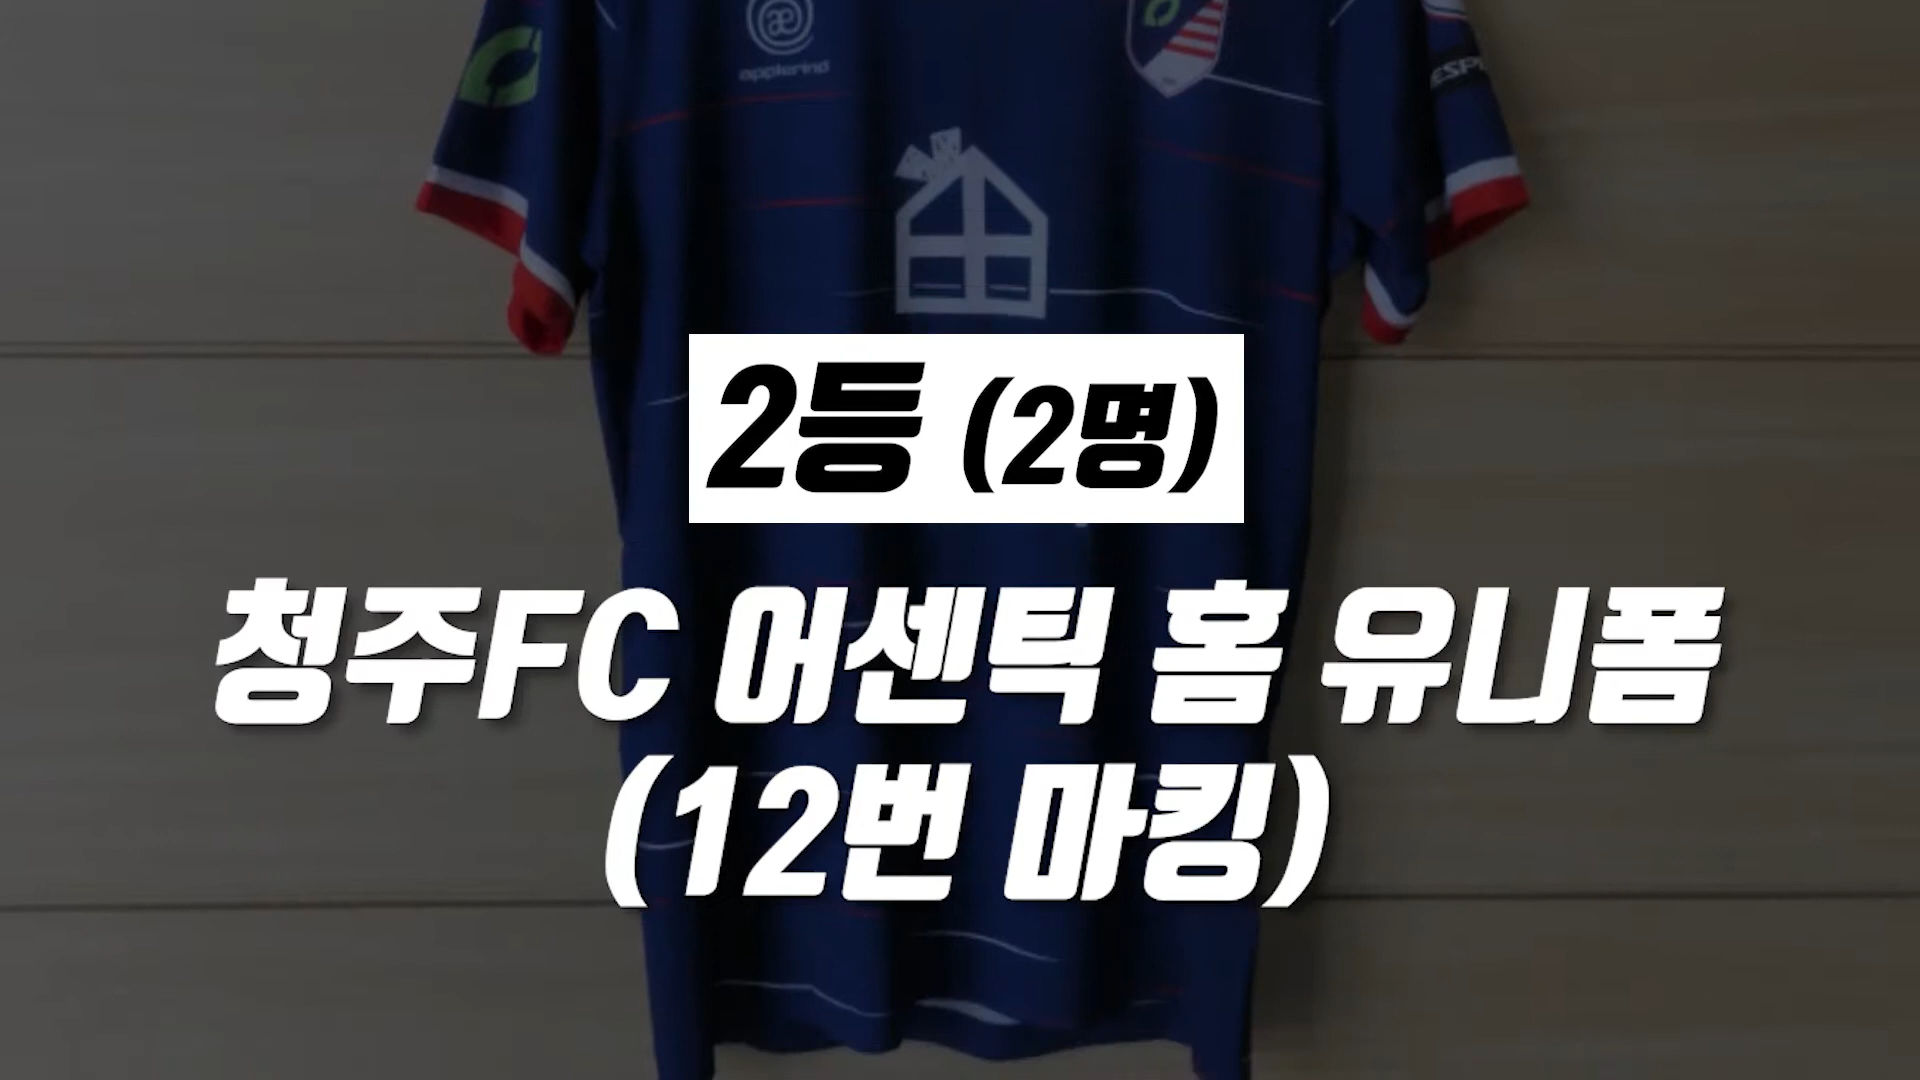 æ
applerind
2등 (2명)
청주FC 어센틱 홈 유니폼
(12번 마킹)